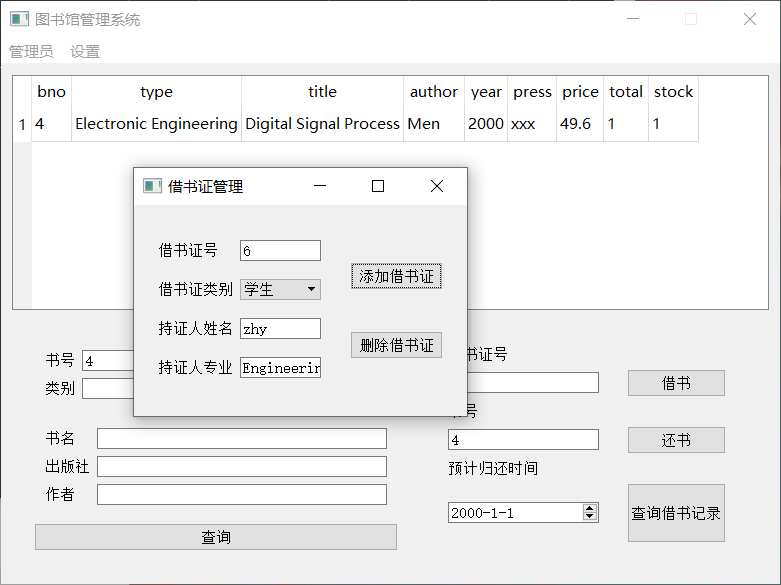 图书馆管理系统
管理员 设置
bno type title author year press price total stock
1 4 Electronic Engineering Digital Signal Process Men 2000 xxx 49.6 1 1
借书证管理
借书证号 6
添加借书证
借书证类别 学生
持证人姓名 zhy
删除借书证
持证人专业 Engineerin
书证号
书号 4
类别
借书
号
书名
4
还书
出版社
预计归还时间
作者
2000-1-1
查询借书记录
查询